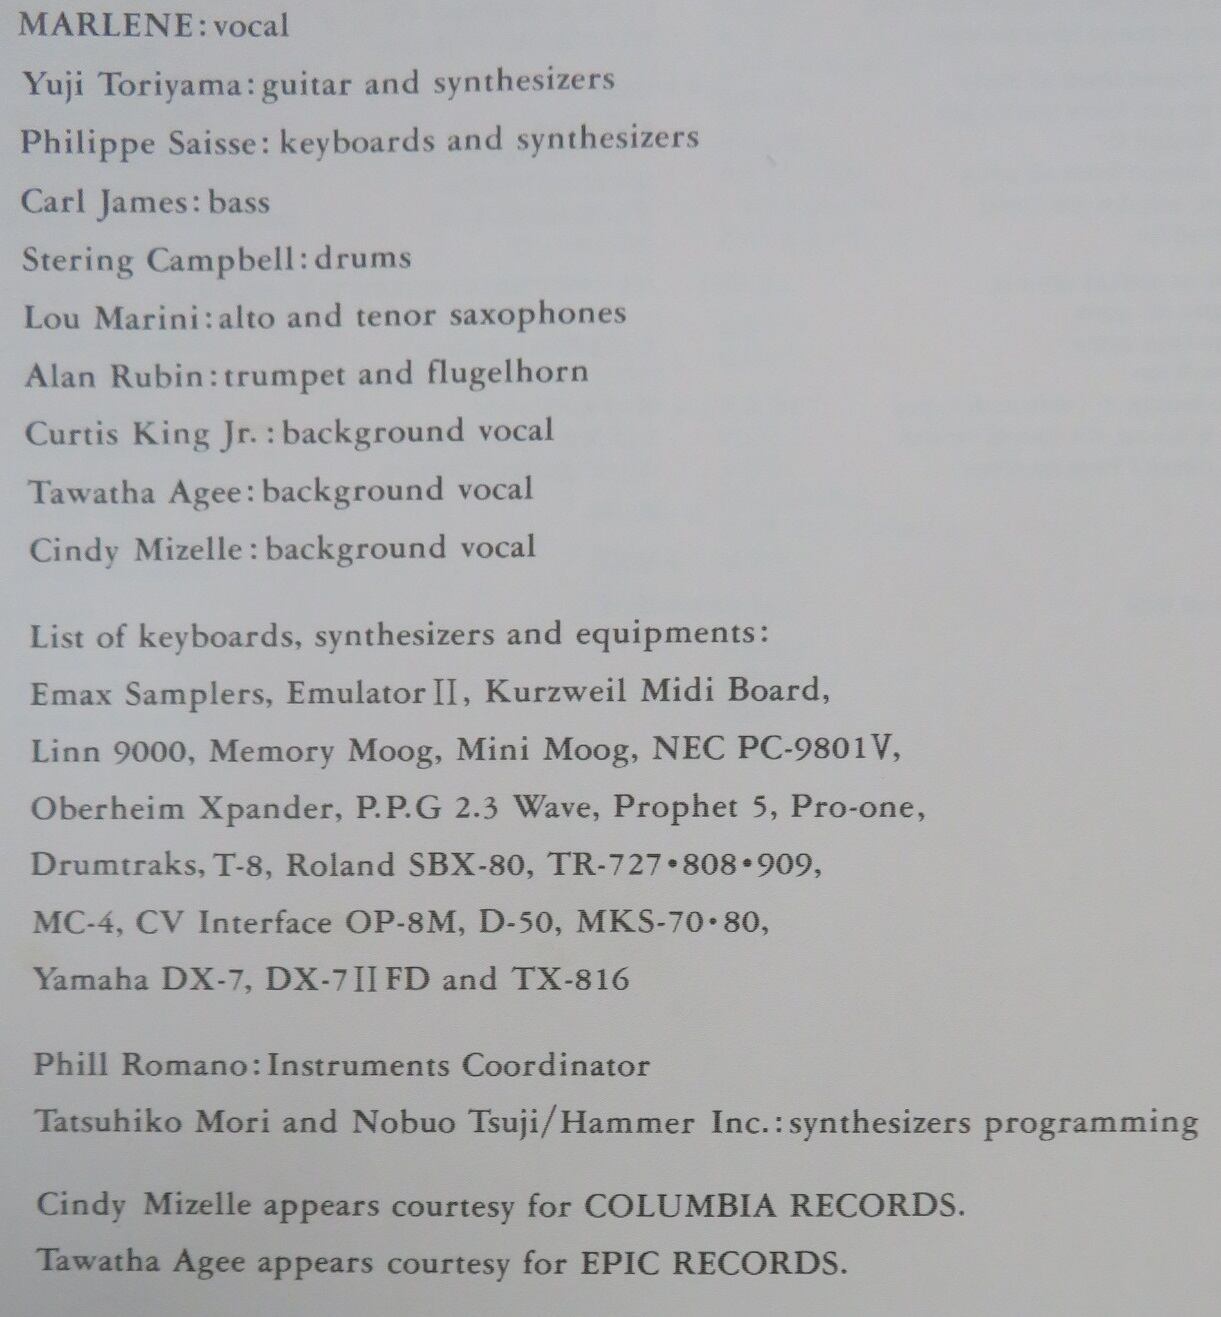 MARLENE: vocal
Yuji Toriyama: guitar and synthesizers
Philippe Saisse: keyboards and synthesizers
Carl James: bass
Stering Campbell: drums
Lou Marini: alto and tenor saxophones
Alan Rubin: trumpet and flugelhorn
Curtis King Jr. : background vocal
Tawatha Agee: background vocal
Cindy Mizelle: background vocal
List of keyboards, synthesizers and equipments:
Emax Samplers, Emulator II, Kurzweil Midi Board,
Linn 9000, Memory Moog, Mini Moog, NEC PC-9801V,
Oberheim Xpander, P.P.G 2.3 Wave, Prophet 5, Pro-one,
Drumtraks, T-8, Roland SBX-80, TR-727•808•909,
MC-4, CV Interface OP-8M, D-50, MKS-70•80,
Yamaha DX-7, DX-7II FD and TX-816
Phill Romano: Instruments Coordinator
Tatsuhiko Mori and Nobuo Tsuji/Hammer Inc.: synthesizers programming
Cindy Mizelle appears courtesy for COLUMBIA RECORDS.
Tawatha Agee appears courtesy for EPIC RECORDS.